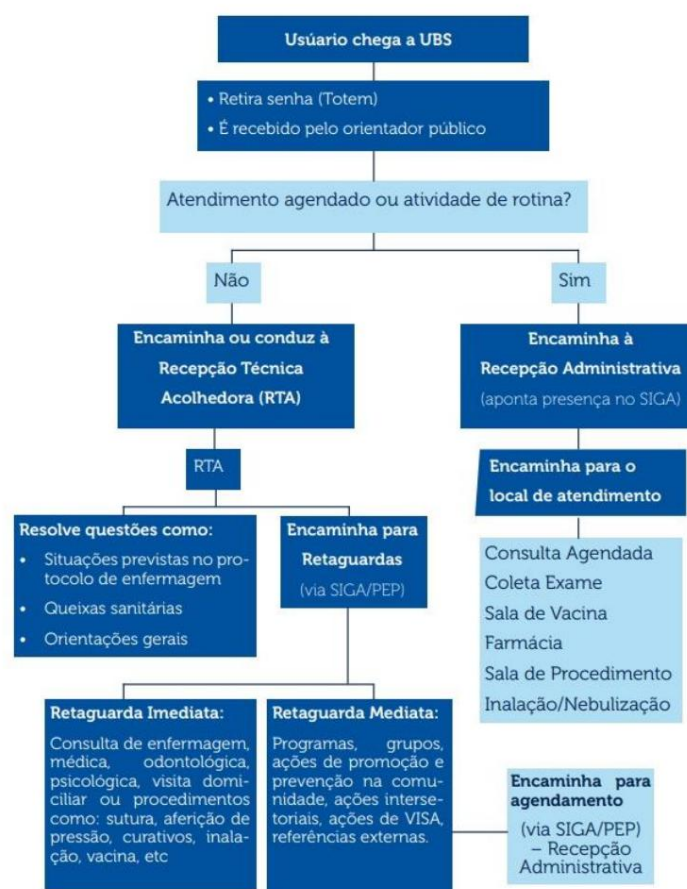 Usúario chega a UBS
• Retira senha (Totem)
• É recebido pelo orientador público
Atendimento agendado ou atividade de rotina?
Não
Sim
Encaminha ou conduz à
Recepção Técnica
Acolhedora (RTA)
Encaminha à
Recepção Administrativa
(aponta presença no SIGA)
RTA
Encaminha para o
local de atendimento
Resolve questões como:
• Situações previstas no pro-
tocolo de enfermagem
• Queixas sanitárias
• Orientações gerais
Encaminha para
Retaguardas
(via SIGA/PEP)
Consulta Agendada
Coleta Exame
Sala de Vacina
Farmácia
Sala de Procedimento
Inalação/Nebulização
Retaguarda Imediata:
Consulta de enfermagem,
médica, odontológica,
psicológica, visita domi-
ciliar ou procedimentos
como: sutura, aferição de
pressão, curativos, inala-
ção, vacina, etc
Retaguarda Mediata:
Programas, grupos,
ações de promoção e
prevenção na comu-
nidade, ações interse-
toriais, ações de VISA,
referências externas.
Encaminha para
agendamento
(via SIGA/PEP)
– Recepção
Administrativa